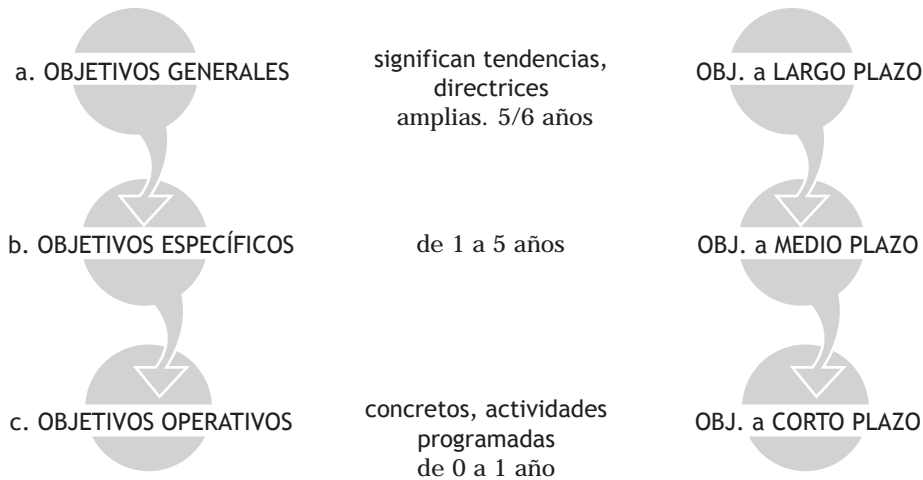 a. OBJETIVOS GENERALES
significan tendencias,
directrices
amplias. 5/6 años
OBJ. a LARGO PLAZO
b. OBJETIVOS ESPECÍFICOS
de 1 a 5 años
OBJ. a MEDIO PLAZO
c. OBJETIVOS OPERATIVOS
concretos, actividades
programadas
de 0 a 1 año
OBJ. a CORTO PLAZO